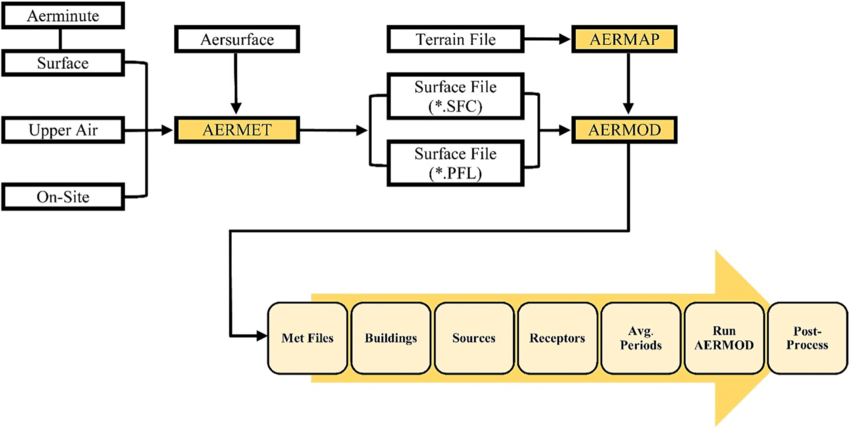 Aerminute
Surface
Upper Air
On-Site
Aersurface
AERMET
Terrain File
AERMAP
Surface File
(*.SFC)
Surface File
(*.PFL)
AERMOD
Met Files
Buildings
Sources
Receptors
Avg.
Periods
Run
AERMOD
Post-
Process